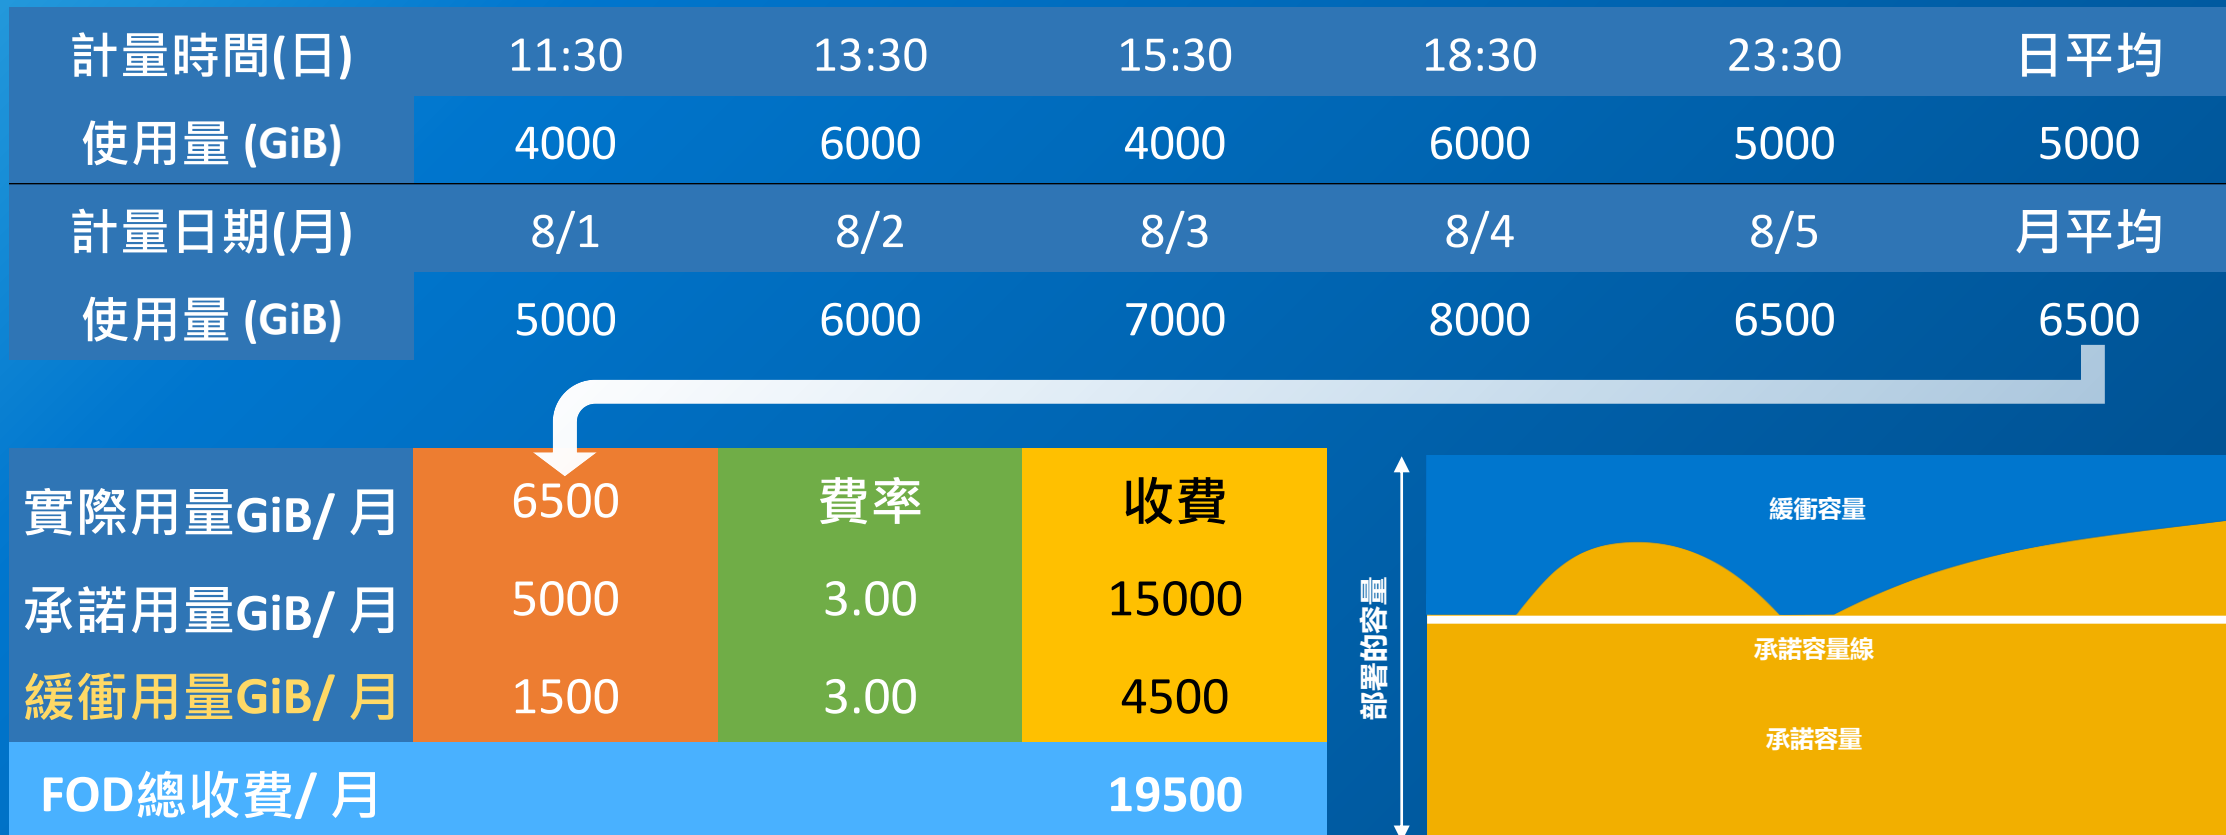 計量時間(日) 11:30 13:30 15:30 18:30 23:30 日平均
使用量 (GiB) 4000 6000 4000 6000 5000 5000
計量日期(月) 8/1 8/2 8/3 8/4 8/5 月平均
使用量 (GiB) 5000 6000 7000 8000 6500 6500
實際用量GiB/ 月 6500 費率 收費
承諾用量GiB/ 月 5000 3.00 15000
緩衝用量GiB/ 月 1500 3.00 4500
FOD總收費/ 月 19500
部署的容量
緩衝容量
承諾容量線
承諾容量